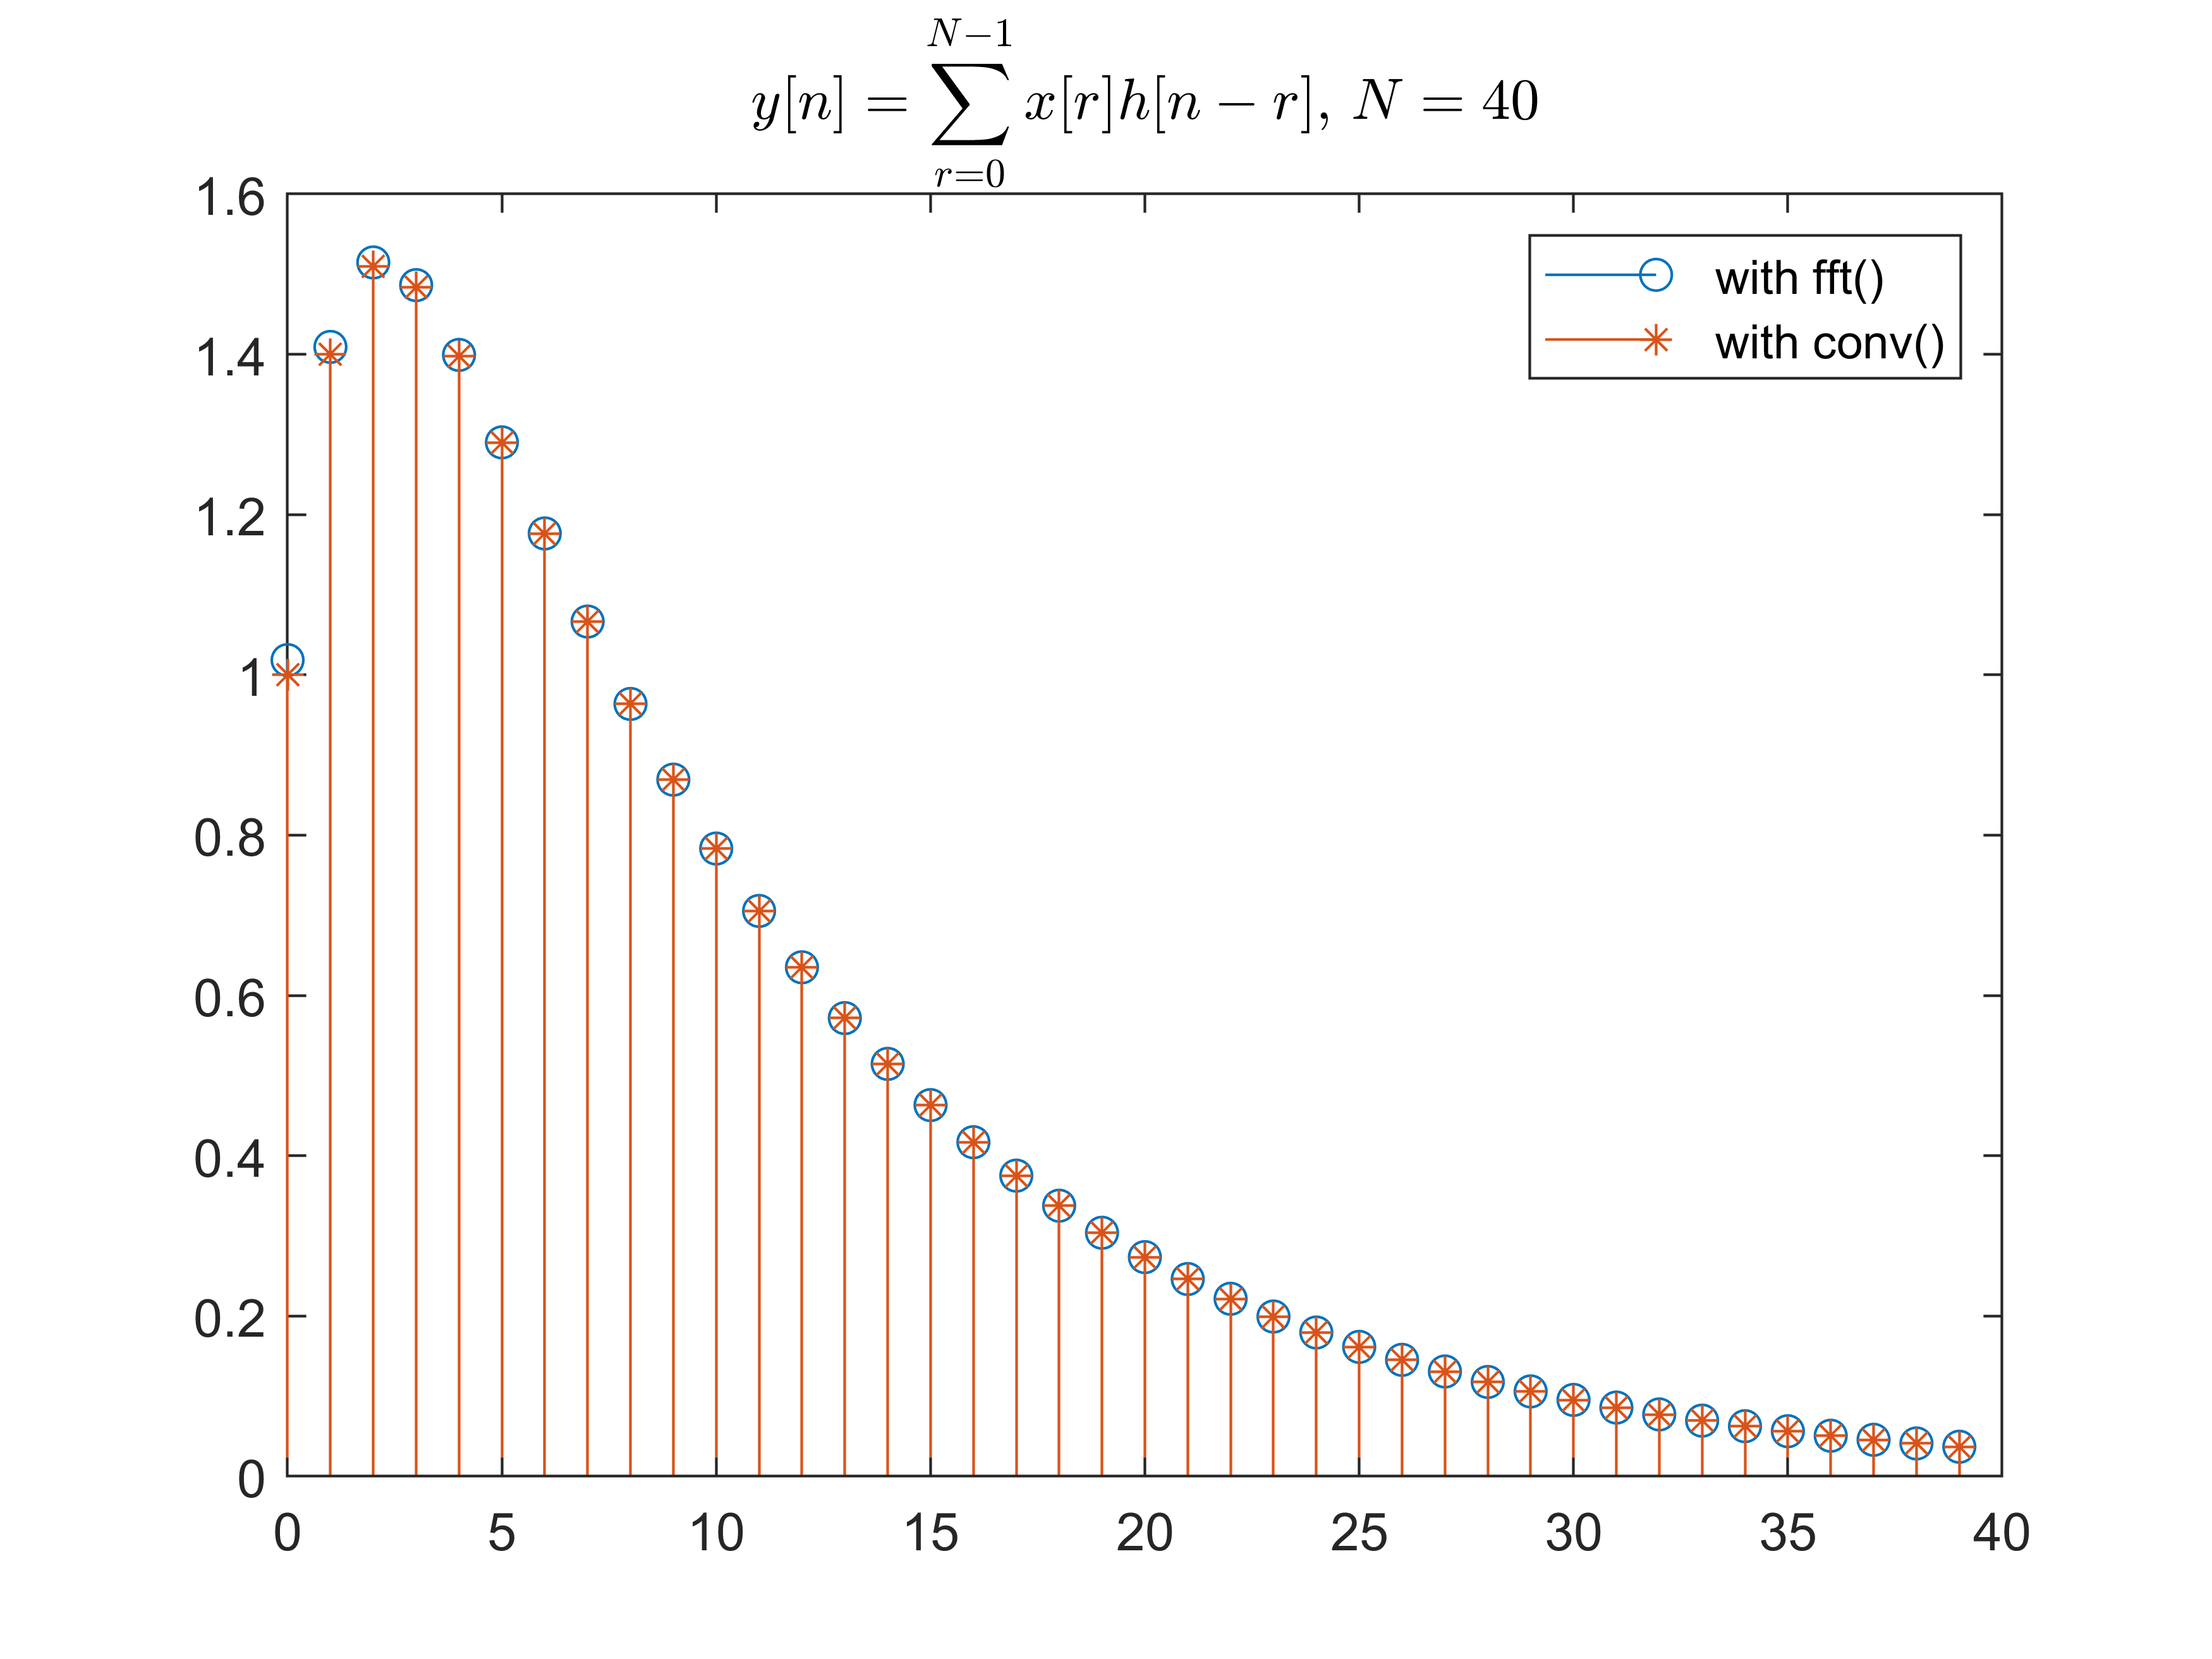 y[n] = \sum_{r=0}^{N-1} x[r]h[n − r], N = 40
1.6
1.4
1.2
1
0.8
0.6
0.4
0.2
0
0 5 10 15 20 25 30 35 40
with fft()
with conv()